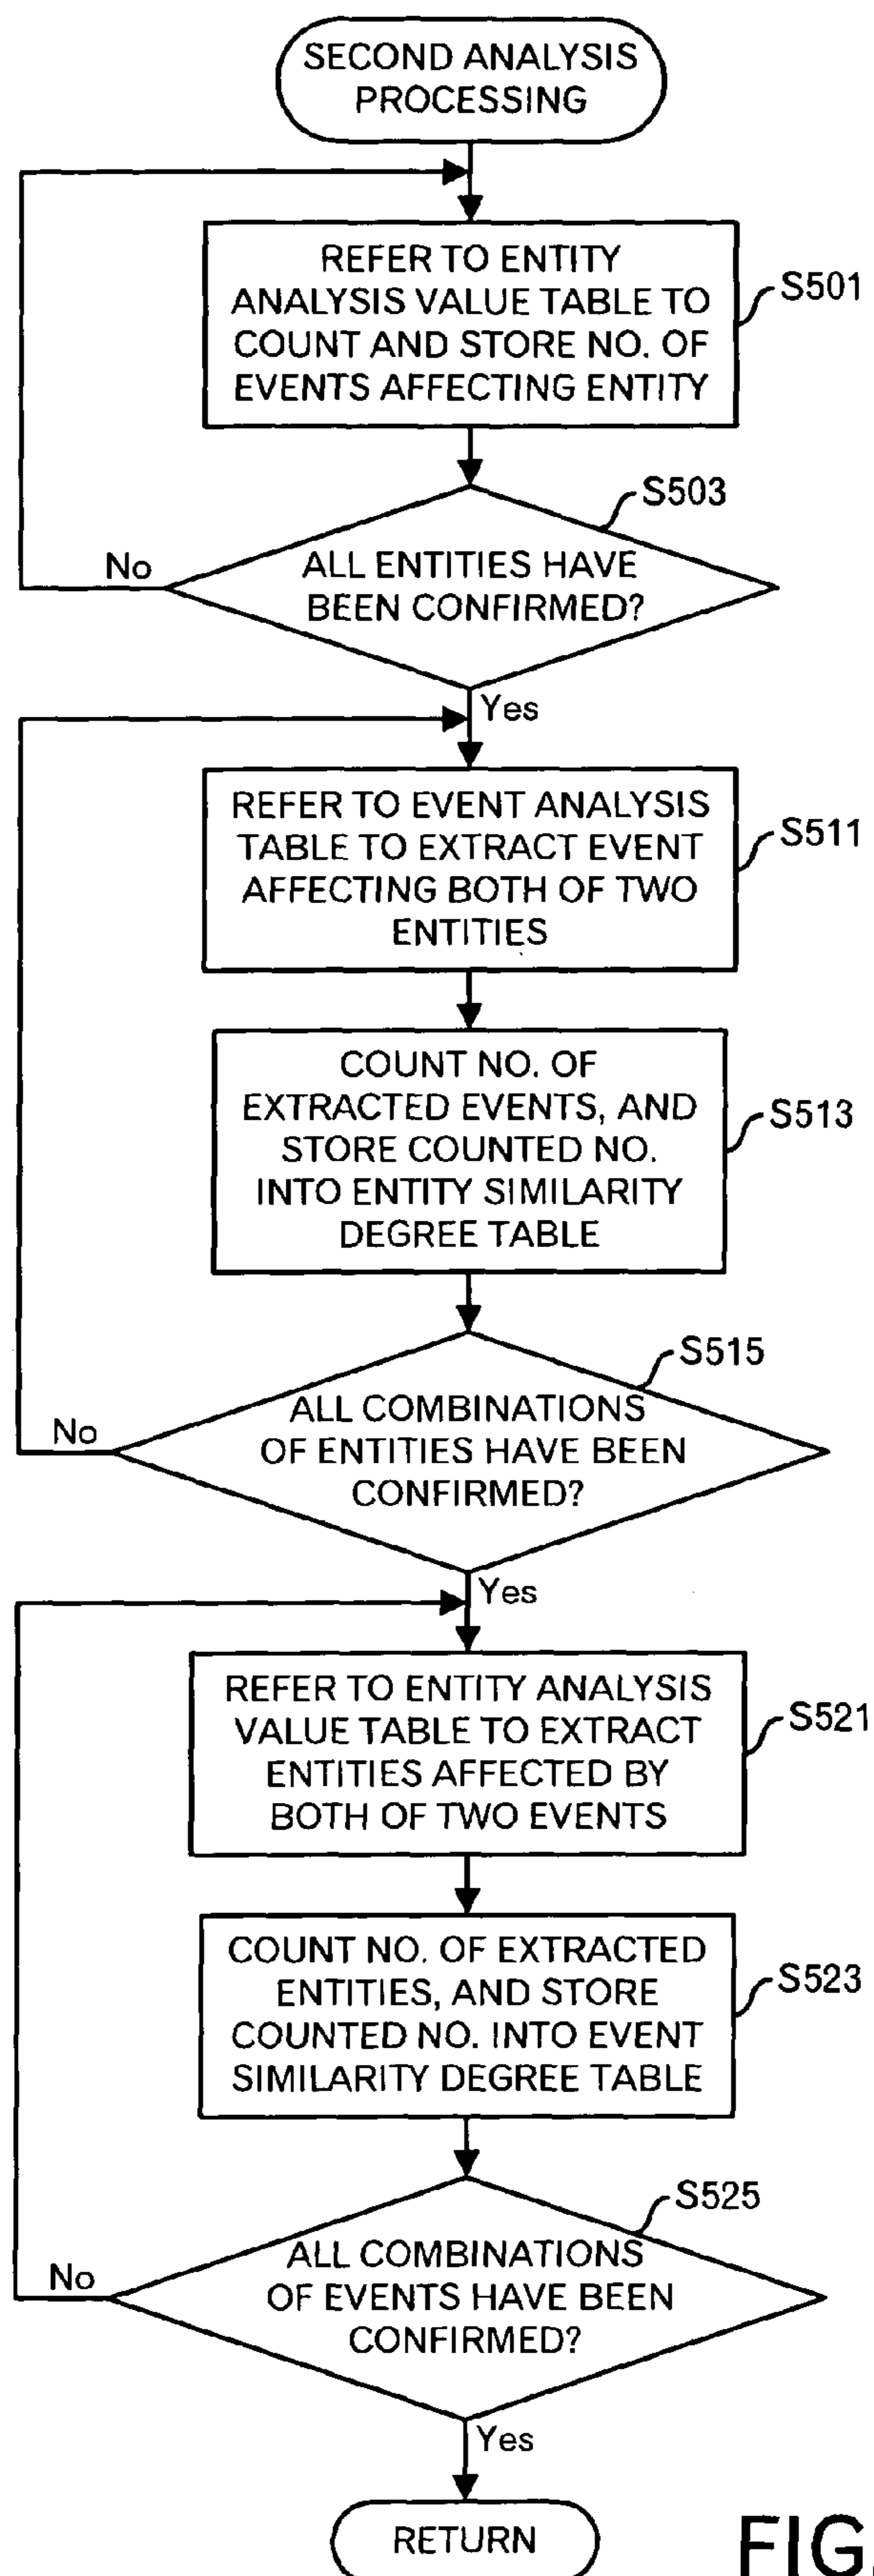 SECOND ANALYSIS
PROCESSING
REFER TO ENTITY
ANALYSIS VALUE TABLE TO
COUNT AND STORE NO. OF
EVENTS AFFECTING ENTITY
S501
S503
ALL ENTITIES HAVE
BEEN CONFIRMED?
No
Yes
REFER TO EVENT ANALYSIS
TABLE TO EXTRACT EVENT
AFFECTING BOTH OF TWO
ENTITIES
S511
COUNT NO. OF
EXTRACTED EVENTS, AND
STORE COUNTED NO.
INTO ENTITY SIMILARITY
DEGREE TABLE
S513
S515
ALL COMBINATIONS
OF ENTITIES HAVE BEEN
CONFIRMED?
No
Yes
REFER TO ENTITY ANALYSIS
VALUE TABLE TO EXTRACT
ENTITIES AFFECTED BY
BOTH OF TWO EVENTS
S521
COUNT NO. OF EXTRACTED
ENTITIES, AND STORE
COUNTED NO. INTO EVENT
SIMILARITY DEGREE TABLE
S523
S525
ALL COMBINATIONS
OF EVENTS HAVE BEEN
CONFIRMED?
No
Yes
RETURN
FIG.